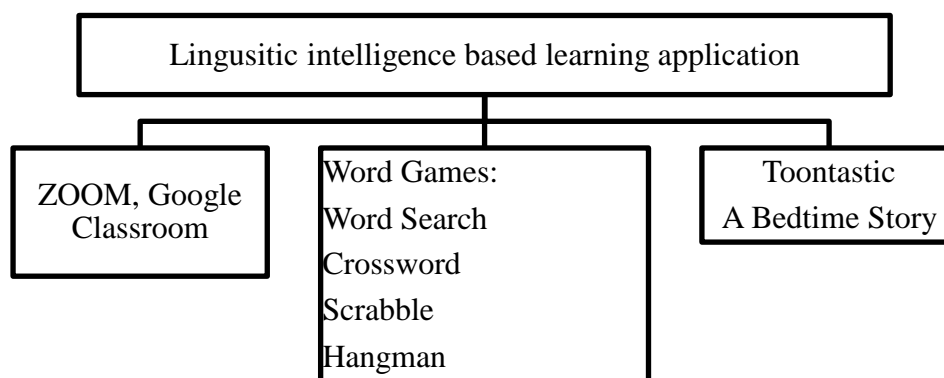 Lingusitic intelligence based learning application
ZOOM, Google
Classroom
Word Games:
Word Search
Crossword
Scrabble
Hangman
Toontastic
A Bedtime Story